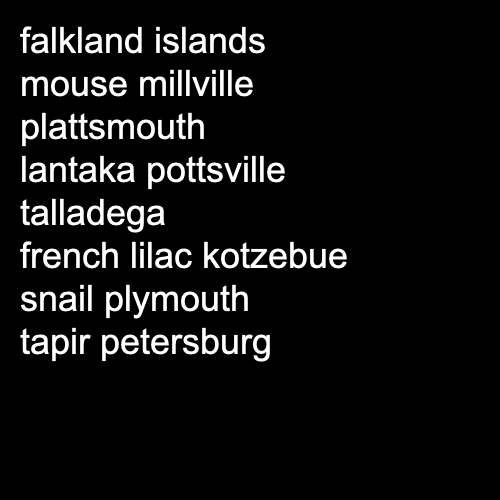 falkland islands
mouse millville
plattsmouth
lantaka pottsville
talladega
french lilac kotzebue
snail plymouth
tapir petersburg